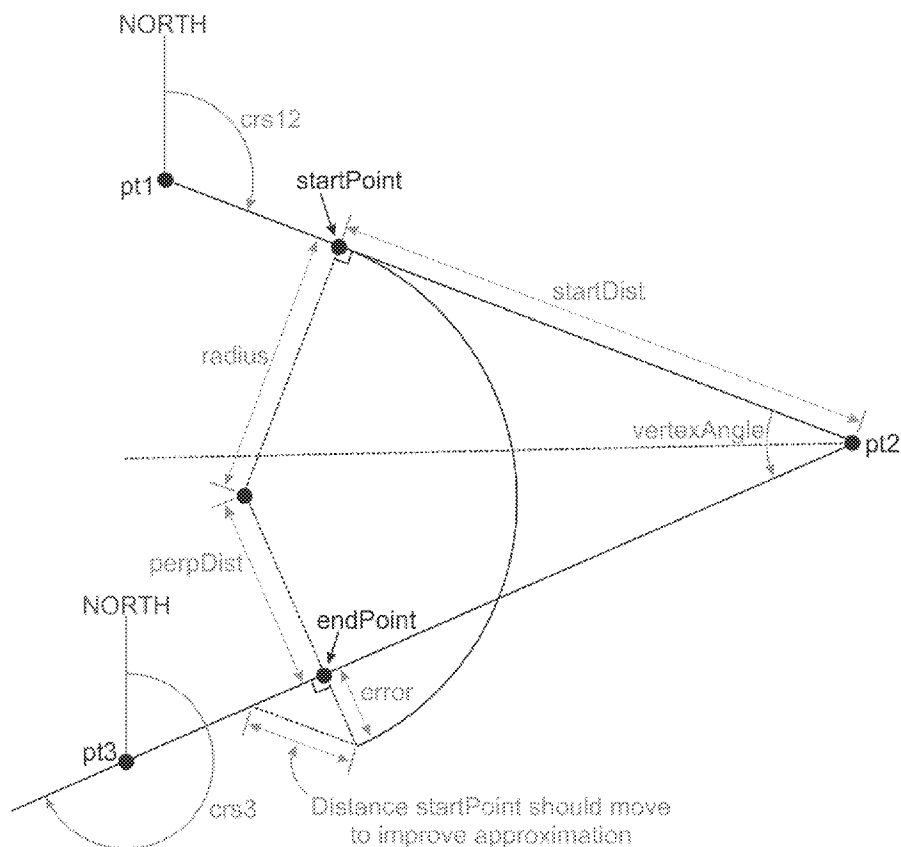 NORTH
crs12
pt1
startPoint
startDist
radius
vertexAngle
pt2
perpDist
NORTH
endPoint
error
pt3
crs3
Distance startPoint should move
to improve approximation